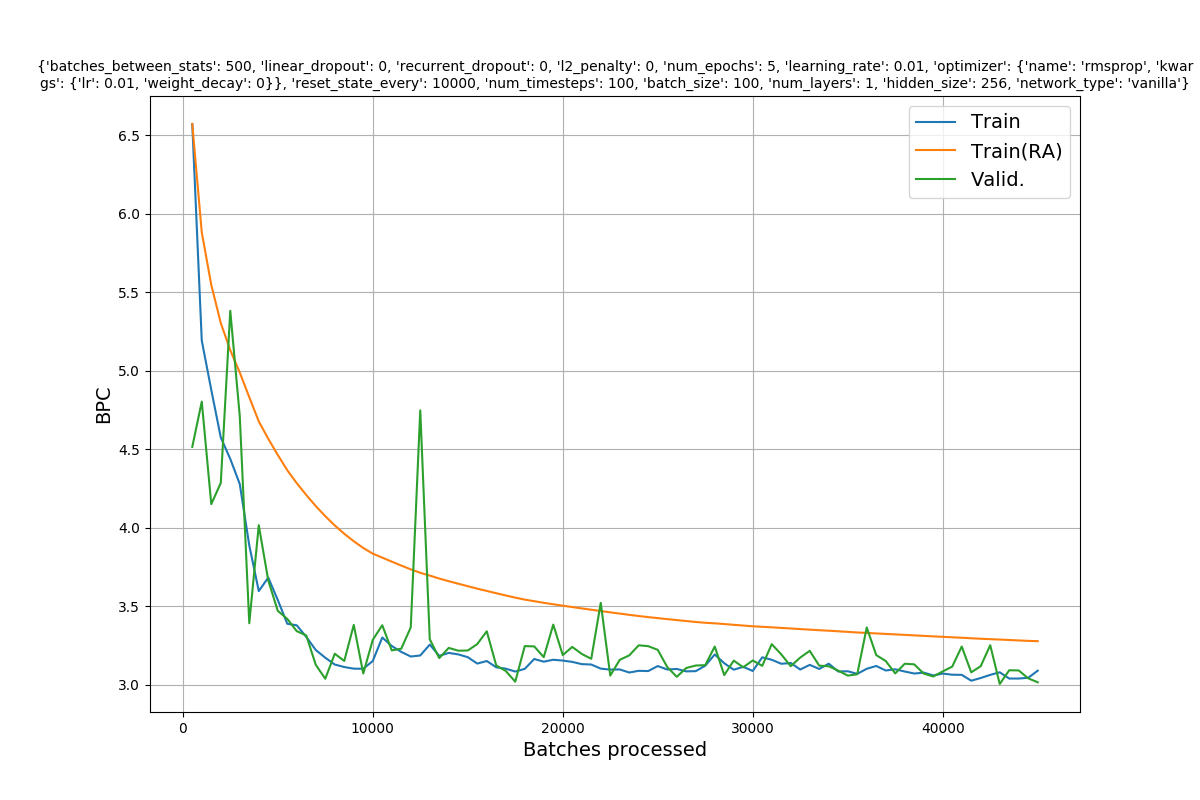 {'batches_between_stats': 500, 'linear_dropout': 0, 'recurrent_dropout': 0, 'l2_penalty': 0, 'num_epochs': 5, 'learning_rate': 0.01, 'optimizer': {'name': 'rmsprop', 'kwar
gs': {'lr': 0.01, 'weight_decay': 0}}, 'reset_state_every': 10000, 'num_timesteps': 100, 'batch_size': 100, 'num_layers': 1, 'hidden_size': 256, 'network_type': 'vanilla'}
Train
Train(RA)
Valid.
6.5
6.0
5.5
5.0
4.5
4.0
3.5
3.0
BPC
0 10000 20000 30000 40000
Batches processed